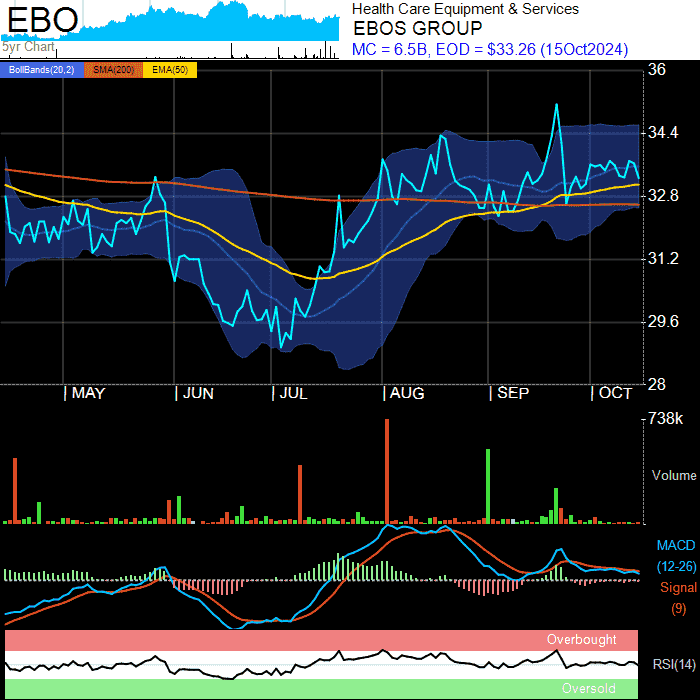 EBO
Health Care Equipment & Services
EBOS GROUP
5yr Chart
MC = 6.5B, EOD = $33.26 (15Oct2024)
BollBands(20,2) SMA(200) EMA(50)
36
34.4
32.8
31.2
29.6
28
MAY JUN JUL AUG SEP OCT
738k
Volume
MACD
(12-26)
Signal
(9)
Overbought
RSI(14)
Oversold